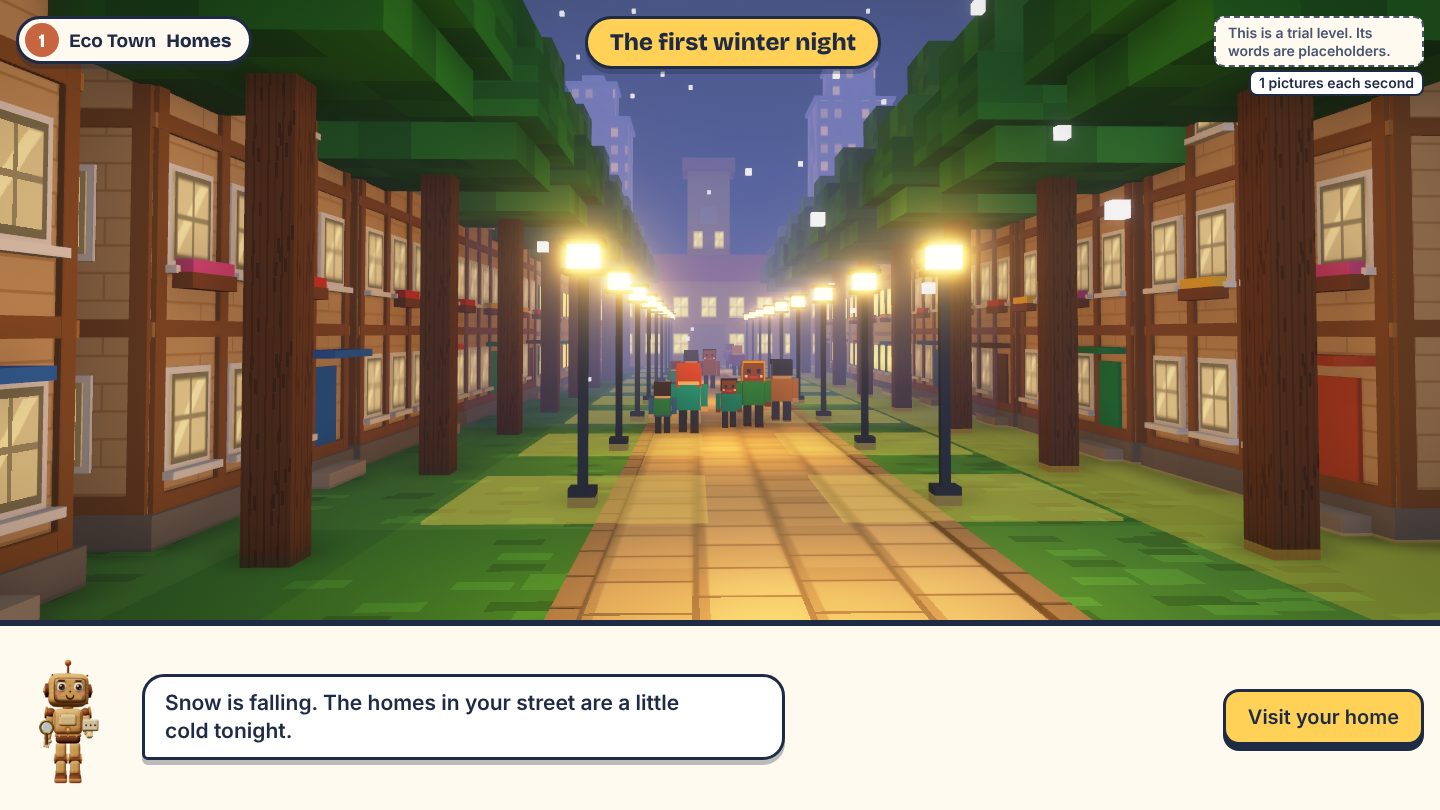 1 Eco Town Homes
The first winter night
This is a trial level. Its
words are placeholders.
1 pictures each second
Snow is falling. The homes in your street are a little
cold tonight.
Visit your home